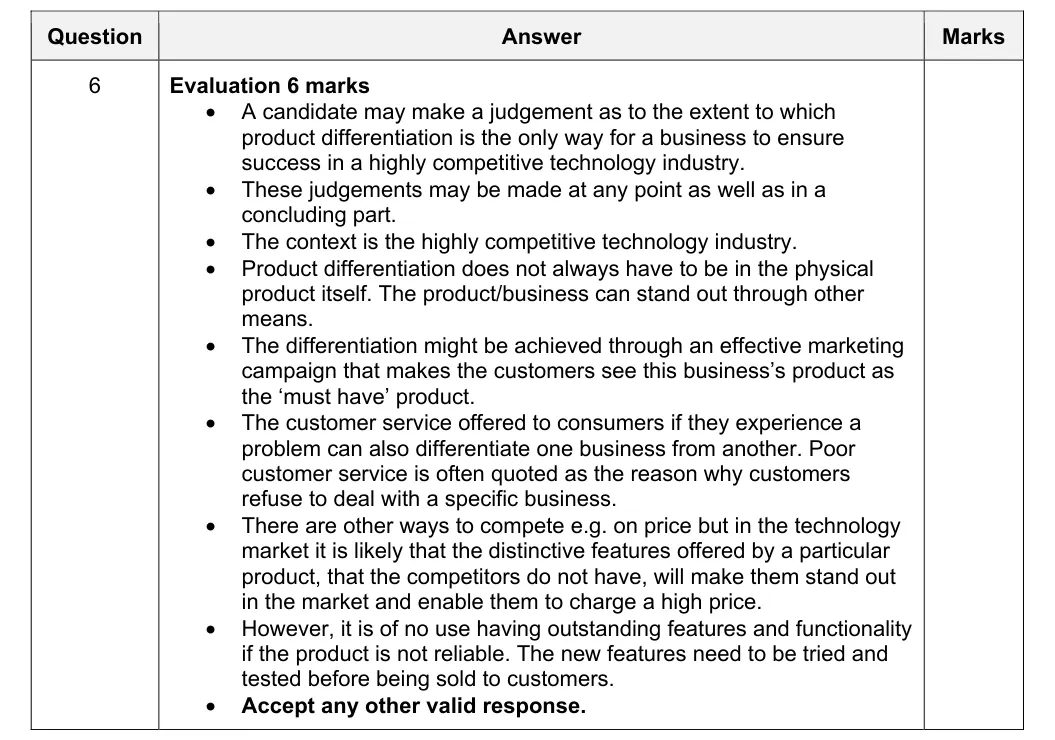 Question Answer Marks
6 Evaluation 6 marks
• A candidate may make a judgement as to the extent to which
product differentiation is the only way for a business to ensure
success in a highly competitive technology industry.
• These judgements may be made at any point as well as in a
concluding part.
• The context is the highly competitive technology industry.
• Product differentiation does not always have to be in the physical
product itself. The product/business can stand out through other
means.
• The differentiation might be achieved through an effective marketing
campaign that makes the customers see this business’s product as
the ‘must have’ product.
• The customer service offered to consumers if they experience a
problem can also differentiate one business from another. Poor
customer service is often quoted as the reason why customers
refuse to deal with a specific business.
• There are other ways to compete e.g. on price but in the technology
market it is likely that the distinctive features offered by a particular
product, that the competitors do not have, will make them stand out
in the market and enable them to charge a high price.
• However, it is of no use having outstanding features and functionality
if the product is not reliable. The new features need to be tried and
tested before being sold to customers.
• Accept any other valid response.